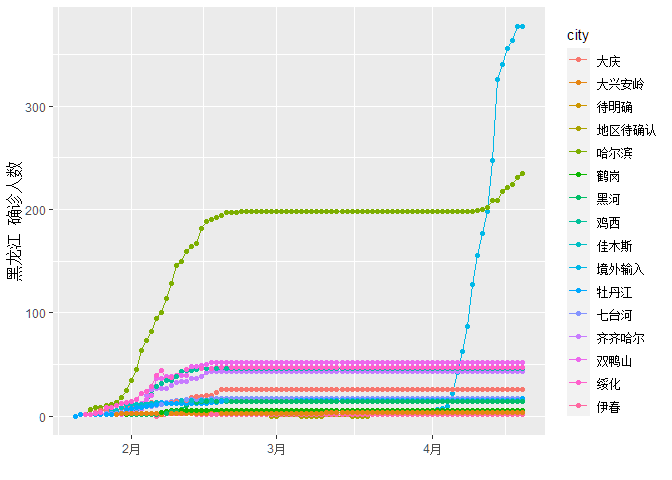 黑龙江 确诊人数
300
200
100
0
2月
3月
4月
city
大庆
大兴安岭
待明确
地区待确认
哈尔滨
鹤岗
黑河
鸡西
佳木斯
境外输入
牡丹江
七台河
齐齐哈尔
双鸭山
绥化
伊春